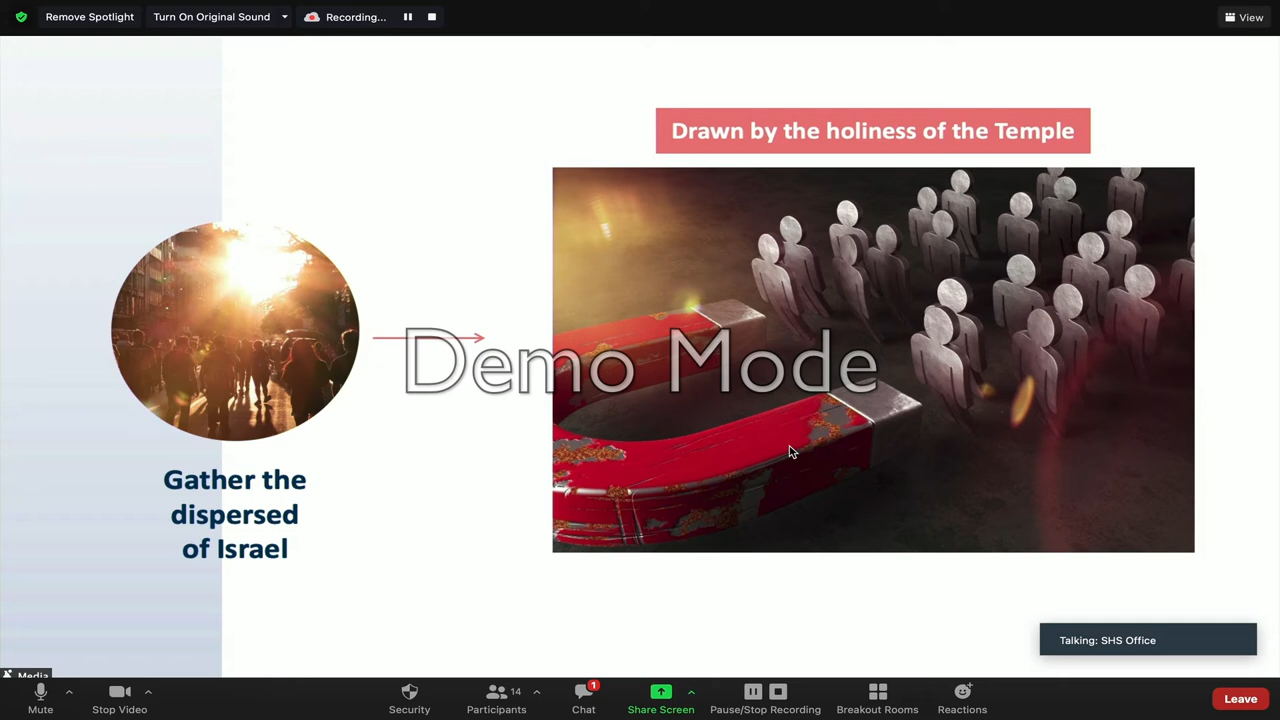 Remove Spotlight
Turn On Original Sound
Recording...
View
Drawn by the holiness of the Temple
Demo Mode
Gather the
dispersed
of Israel
Talking: SHS Office
Media
Mute
Stop Video
Security
Participants
14
Chat
1
Share Screen
Pause/Stop Recording
Breakout Rooms
Reactions
Leave